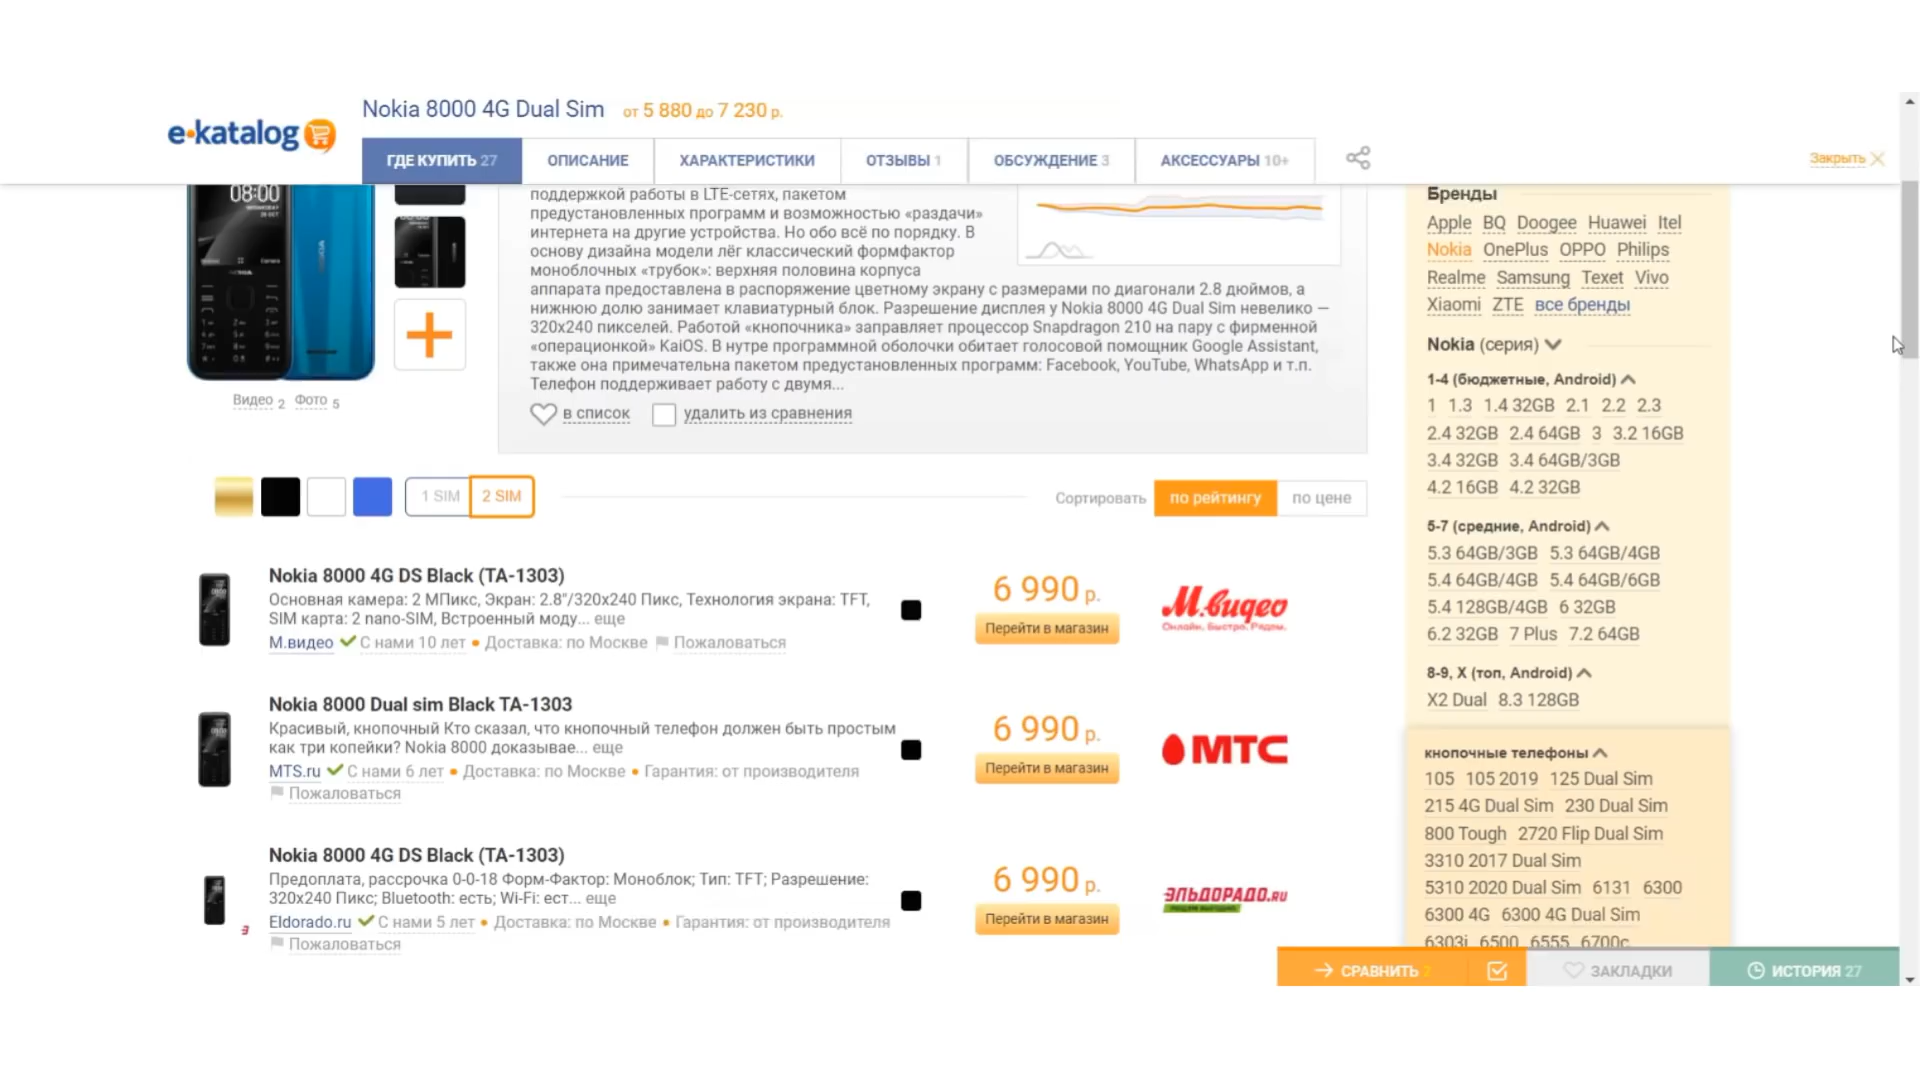 Nokia 8000 4G Dual Sim от 5 880 до 7 230 р.
e-katalog
ГДЕ КУПИТЬ 27 ОПИСАНИЕ ХАРАКТЕРИСТИКИ ОТЗЫВЫ 1 ОБСУЖДЕНИЕ 3 АКСЕССУАРЫ 10+
Закрыть
08:00
NOKIA
Видео 2 Фото 5
поддержкой работы в LTE-сетях, пакетом
предустановленных программ и возможностью «раздачи»
интернета на другие устройства. Но обо всё по порядку. В
основу дизайна модели лёг классический формфактор
моноблочных «трубок»: верхняя половина корпуса
аппарата предоставлена в распоряжение цветному экрану с размерами по диагонали 2.8 дюймов, а
нижнюю долю занимает клавиатурный блок. Разрешение дисплея у Nokia 8000 4G Dual Sim невелико —
320х240 пикселей. Работой «кнопочника» заправляет процессор Snapdragon 210 на пару с фирменной
«операционкой» KaiOS. В нутре программной оболочки обитает голосовой помощник Google Assistant,
также она примечательна пакетом предустановленных программ: Facebook, YouTube, WhatsApp и т.п.
Телефон поддерживает работу с двумя...
в список удалить из сравнения
1 SIM 2 SIM
Сортировать по рейтингу по цене
Nokia 8000 4G DS Black (TA-1303)
Основная камера: 2 МПикс, Экран: 2.8"/320x240 Пикс, Технология экрана: TFT,
SIM карта: 2 nano-SIM, Встроенный моду... еще
М.видео С нами 10 лет • Доставка: по Москве Пожаловаться
6 990 р.
Перейти в магазин
М.видео
Онлайн. Быстро. Рядом.
Nokia 8000 Dual sim Black TA-1303
Красивый, кнопочный Кто сказал, что кнопочный телефон должен быть простым
как три копейки? Nokia 8000 доказывае... еще
MTS.ru С нами 6 лет • Доставка: по Москве • Гарантия: от производителя
Пожаловаться
6 990 р.
Перейти в магазин
МТС
Nokia 8000 4G DS Black (TA-1303)
Предоплата, рассрочка 0-0-18 Форм-Фактор: Моноблок; Тип: TFT; Разрешение:
320x240 Пикс; Bluetooth: есть; Wi-Fi: ест... еще
Eldorado.ru С нами 5 лет • Доставка: по Москве • Гарантия: от производителя
Пожаловаться
6 990 р.
Перейти в магазин
ЭЛЬДОРАДО.RU
Бренды
Apple BQ Doogee Huawei Itel
Nokia OnePlus OPPO Philips
Realme Samsung Texet Vivo
Xiaomi ZTE все бренды
Nokia (серия)
1-4 (бюджетные, Android)
1 1.3 1.4 32GB 2.1 2.2 2.3
2.4 32GB 2.4 64GB 3 3.2 16GB
3.4 32GB 3.4 64GB/3GB
4.2 16GB 4.2 32GB
5-7 (средние, Android)
5.3 64GB/3GB 5.3 64GB/4GB
5.4 64GB/4GB 5.4 64GB/6GB
5.4 128GB/4GB 6 32GB
6.2 32GB 7 Plus 7.2 64GB
8-9, X (топ, Android)
X2 Dual 8.3 128GB
кнопочные телефоны
105 105 2019 125 Dual Sim
215 4G Dual Sim 230 Dual Sim
800 Tough 2720 Flip Dual Sim
3310 2017 Dual Sim
5310 2020 Dual Sim 6131 6300
6300 4G 6300 4G Dual Sim
6303i 6500 6555 6700c
СРАВНИТЬ ЗАКЛАДКИ ИСТОРИЯ 27